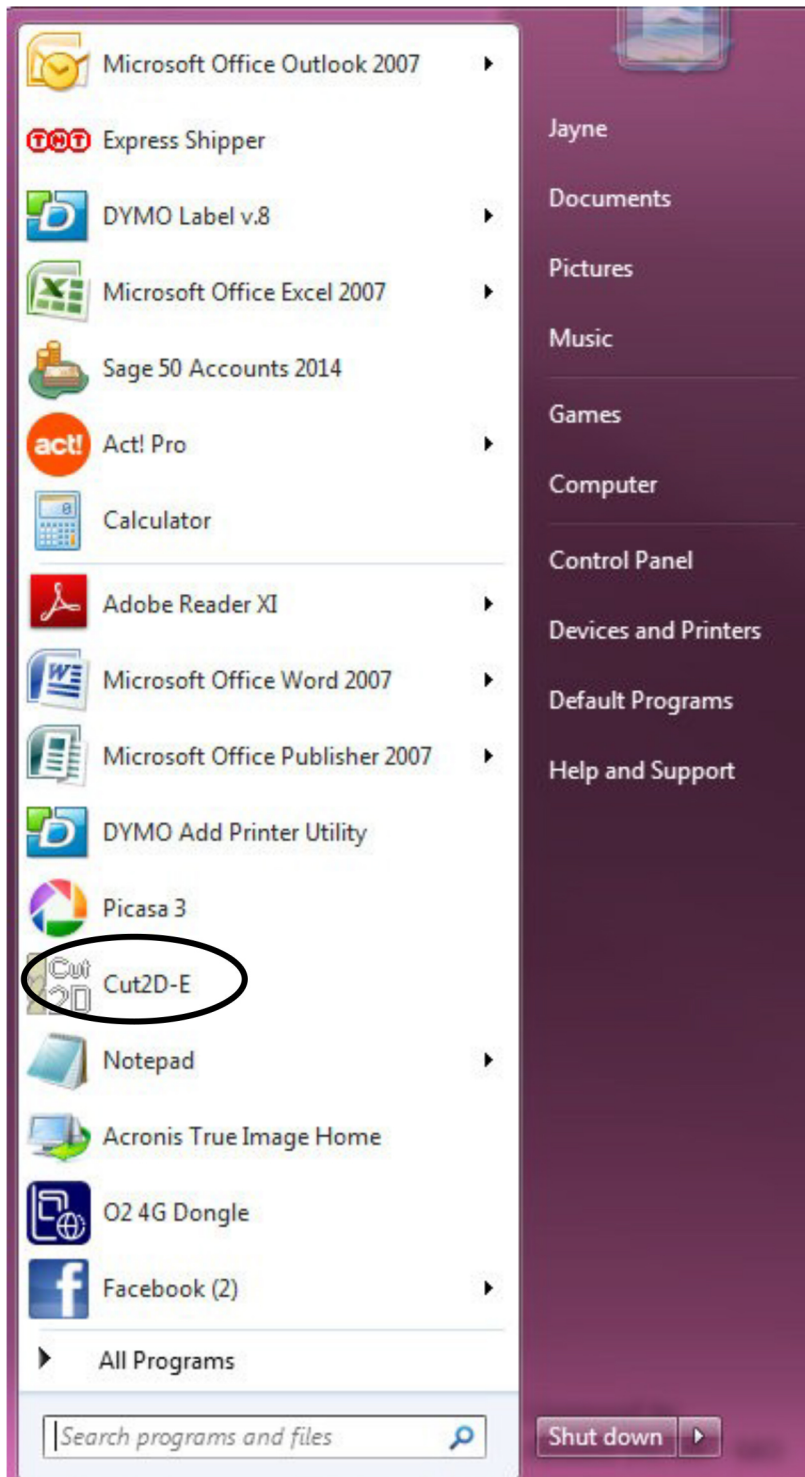 Microsoft Office Outlook 2007
TNT Express Shipper
DYMO Label v.8
Microsoft Office Excel 2007
Sage 50 Accounts 2014
act! Act! Pro
Calculator
Adobe Reader XI
Microsoft Office Word 2007
Microsoft Office Publisher 2007
DYMO Add Printer Utility
Picasa 3
Cut 2D Cut2D-E
Notepad
Acronis True Image Home
O2 4G Dongle
Facebook (2)
All Programs
Search programs and files
Jayne
Documents
Pictures
Music
Games
Computer
Control Panel
Devices and Printers
Default Programs
Help and Support
Shut down